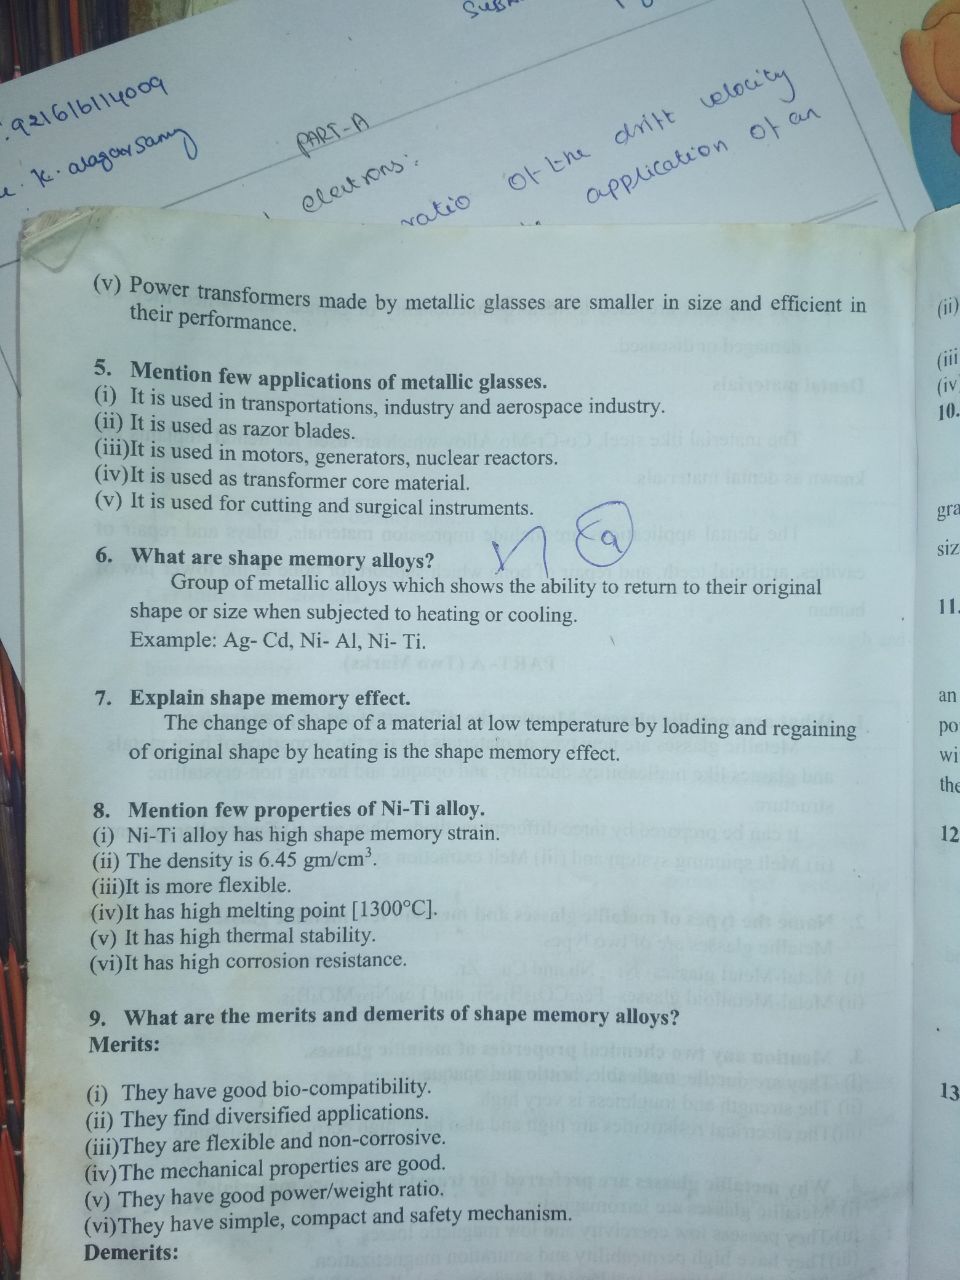 921616114009
K. alagarsamy
PART-A
electrons:
ratio of the drift velocity
application of an
(v) Power transformers made by metallic glasses are smaller in size and efficient in
their performance.
5. Mention few applications of metallic glasses.
(i) It is used in transportations, industry and aerospace industry.
(ii) It is used as razor blades.
(iii)It is used in motors, generators, nuclear reactors.
(iv)It is used as transformer core material.
(v) It is used for cutting and surgical instruments.
6. What are shape memory alloys?
Group of metallic alloys which shows the ability to return to their original
shape or size when subjected to heating or cooling.
Example: Ag- Cd, Ni- Al, Ni- Ti.
7. Explain shape memory effect.
The change of shape of a material at low temperature by loading and regaining
of original shape by heating is the shape memory effect.
8. Mention few properties of Ni-Ti alloy.
(i) Ni-Ti alloy has high shape memory strain.
(ii) The density is 6.45 gm/cm³.
(iii)It is more flexible.
(iv)It has high melting point [1300°C].
(v) It has high thermal stability.
(vi)It has high corrosion resistance.
9. What are the merits and demerits of shape memory alloys?
Merits:
(i) They have good bio-compatibility.
(ii) They find diversified applications.
(iii)They are flexible and non-corrosive.
(iv)The mechanical properties are good.
(v) They have good power/weight ratio.
(vi)They have simple, compact and safety mechanism.
Demerits:
(ii)
(iii
(iv
10.
gra
siz
11.
an
po
wi
the
12
13